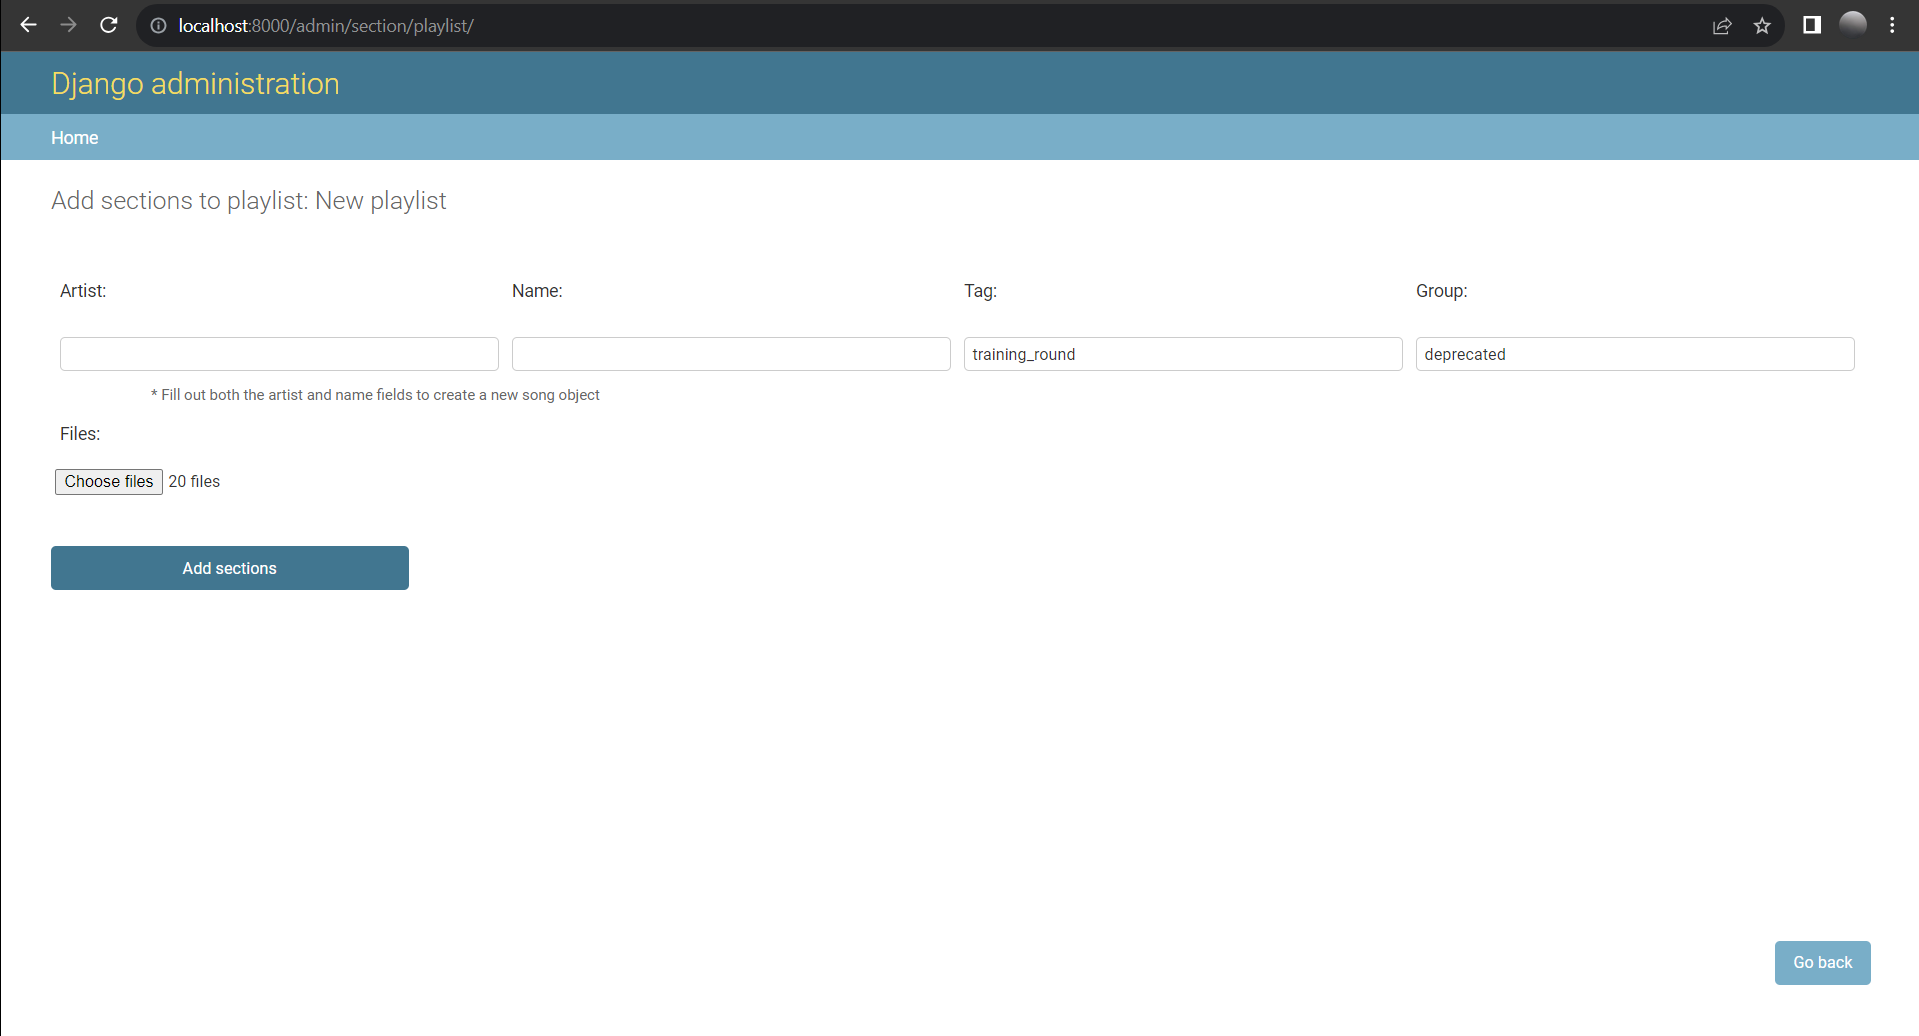 localhost:8000/admin/section/playlist/
Django administration
Home
Add sections to playlist: New playlist
Artist: Name: Tag: Group:
training_round deprecated
* Fill out both the artist and name fields to create a new song object
Files:
Choose files 20 files
Add sections
Go back